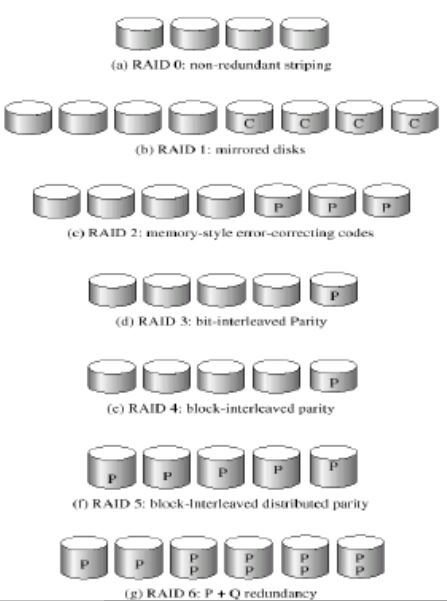 (a) RAID 0: non-redundant striping
C C C C
(b) RAID 1: mirrored disks
P P P
(c) RAID 2: memory-style error-correcting codes
P
(d) RAID 3: bit-interleaved Parity
P
(e) RAID 4: block-interleaved parity
P P P P P
(f) RAID 5: block-interleaved distributed parity
P P P P P P
P P P P
(g) RAID 6: P + Q redundancy